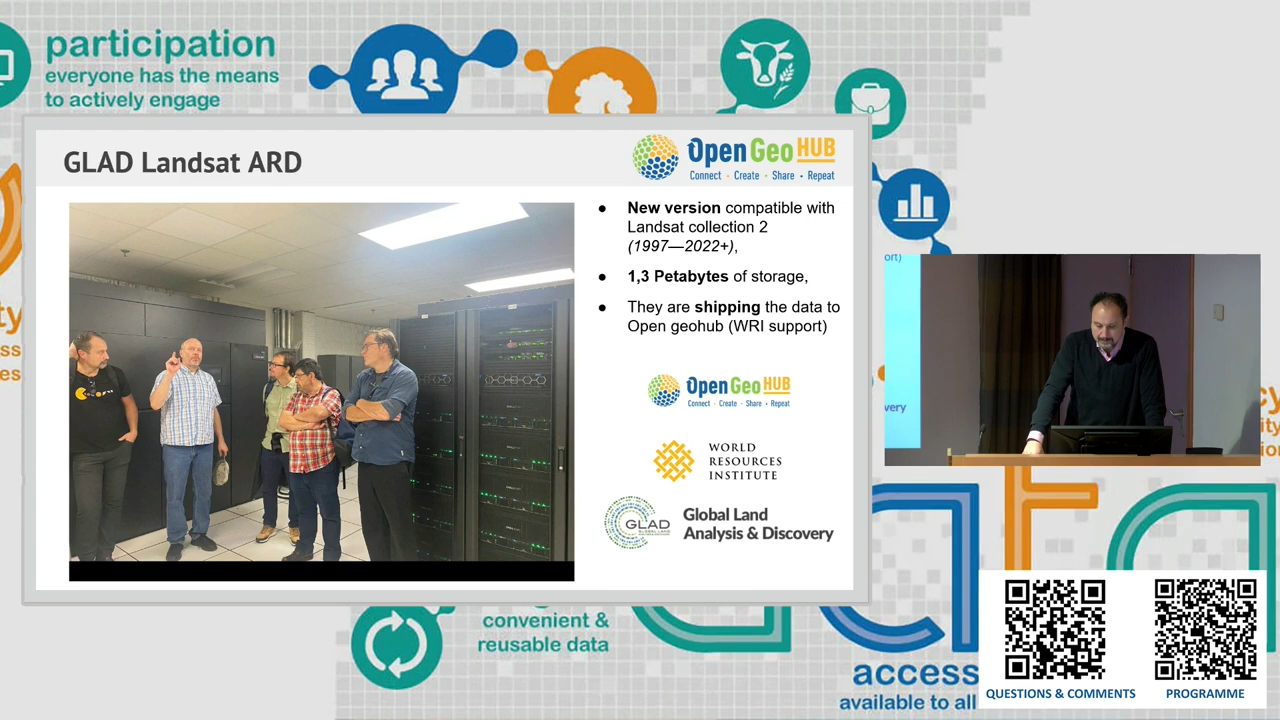 participation
everyone has the means
to actively engage
GLAD Landsat ARD
Open Geo HUB
Connect · Create · Share · Repeat
● New version compatible with
Landsat collection 2
(1997—2022+),
● 1,3 Petabytes of storage,
● They are shipping the data to
Open geohub (WRI support)
Open Geo HUB
Connect · Create · Share · Repeat
WORLD
RESOURCES
INSTITUTE
GLAD
Global Land
Analysis & Discovery
ort)
very
convenient &
reusable data
access
available to all
QUESTIONS & COMMENTS
PROGRAMME